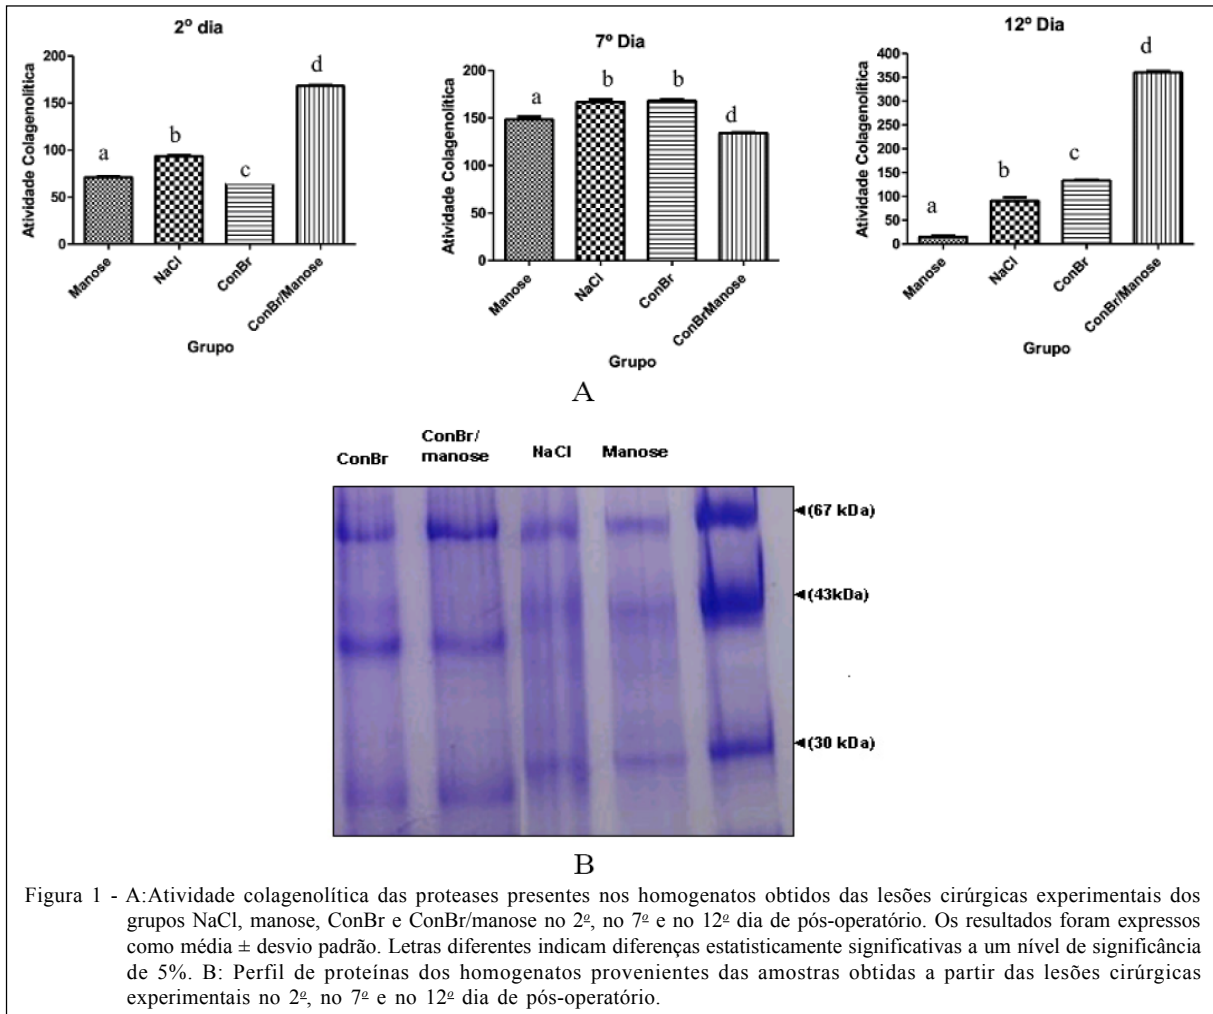 2º dia
Atividade Colagenolítica
200
150
100
50
0
a
b
c
d
Manose
NaCl
ConBr
ConBr/Manose
Grupo
7º Dia
Atividade Colagenolítica
200
150
100
50
0
a
b
b
d
Manose
NaCl
ConBr
ConBrManose
Grupo
12º Dia
Atividade Colagenolítica
400
350
300
250
200
150
100
50
0
a
b
c
d
Manose
NaCl
ConBr
ConBr/Manose
Grupo
A
ConBr
ConBr/
manose
NaCl
Manose
(67 kDa)
(43kDa)
(30 kDa)
B
Figura 1 - A:Atividade colagenolítica das proteases presentes nos homogenatos obtidos das lesões cirúrgicas experimentais dos
grupos NaCl, manose, ConBr e ConBr/manose no 2º, no 7º e no 12º dia de pós-operatório. Os resultados foram expressos
como média ± desvio padrão. Letras diferentes indicam diferenças estatisticamente significativas a um nível de significância
de 5%. B: Perfil de proteínas dos homogenatos provenientes das amostras obtidas a partir das lesões cirúrgicas
experimentais no 2º, no 7º e no 12º dia de pós-operatório.